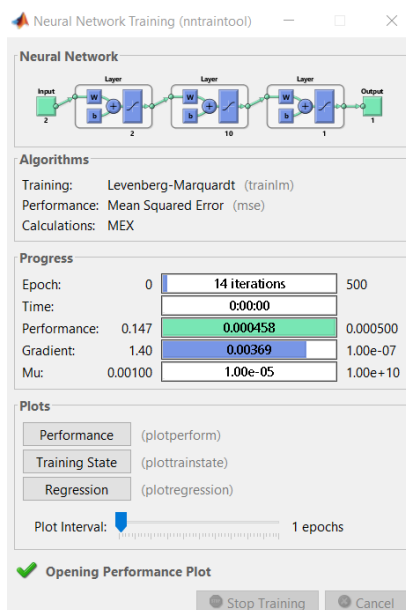 Neural Network Training (nntraintool)
Neural Network
Layer Layer Layer
Input Output
W W W
b b b
2 2 10 1 1
Algorithms
Training: Levenberg-Marquardt (trainlm)
Performance: Mean Squared Error (mse)
Calculations: MEX
Progress
Epoch: 0 14 iterations 500
Time: 0:00:00
Performance: 0.147 0.000458 0.000500
Gradient: 1.40 0.00369 1.00e-07
Mu: 0.00100 1.00e-05 1.00e+10
Plots
Performance (plotperform)
Training State (plottrainstate)
Regression (plotregression)
Plot Interval: 1 epochs
Opening Performance Plot
Stop Training Cancel